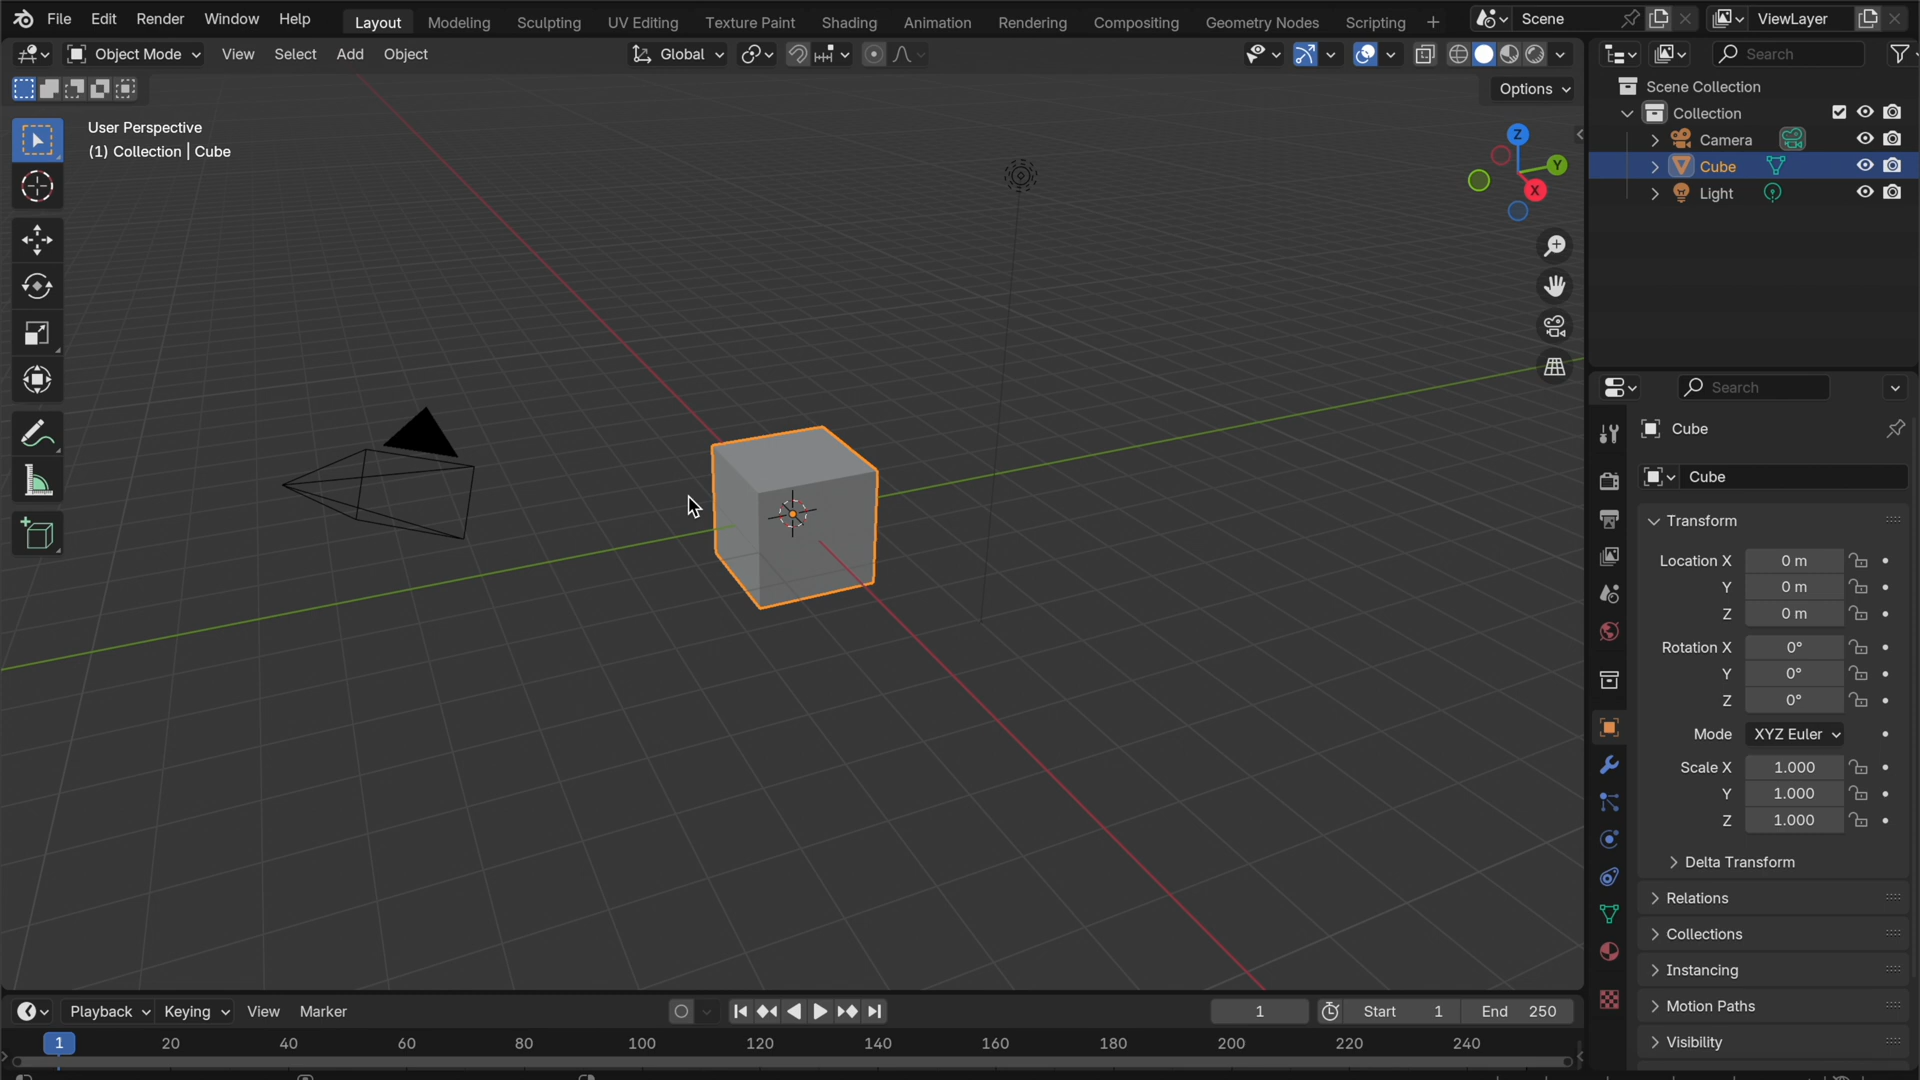 File Edit Render Window Help Layout Modeling Sculpting UV Editing Texture Paint Shading Animation Rendering Compositing Geometry Nodes Scripting + Scene ViewLayer
Object Mode View Select Add Object Global Search
Options
User Perspective
(1) Collection | Cube
Z
Y
X
Scene Collection
Collection
Camera
Cube
Light
Search
Cube
Cube
Transform
Location X 0 m
Y 0 m
Z 0 m
Rotation X 0°
Y 0°
Z 0°
Mode XYZ Euler
Scale X 1.000
Y 1.000
Z 1.000
Delta Transform
Relations
Collections
Instancing
Motion Paths
Visibility
Playback Keying View Marker 1 Start 1 End 250
1 20 40 60 80 100 120 140 160 180 200 220 240